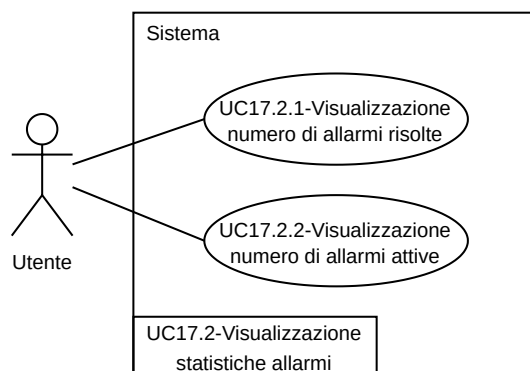 Sistema
UC17.2.1-Visualizzazione
numero di allarmi risolte
UC17.2.2-Visualizzazione
numero di allarmi attive
Utente
UC17.2-Visualizzazione
statistiche allarmi